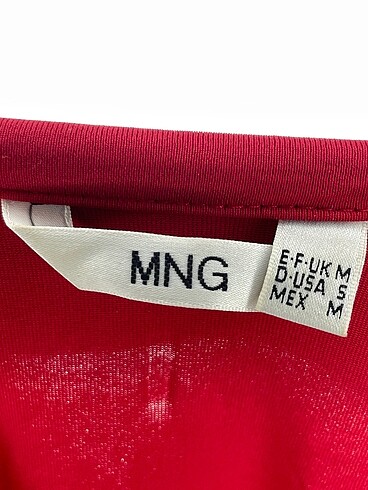 MNG
E·F·UK M
D·USA S
MEX M